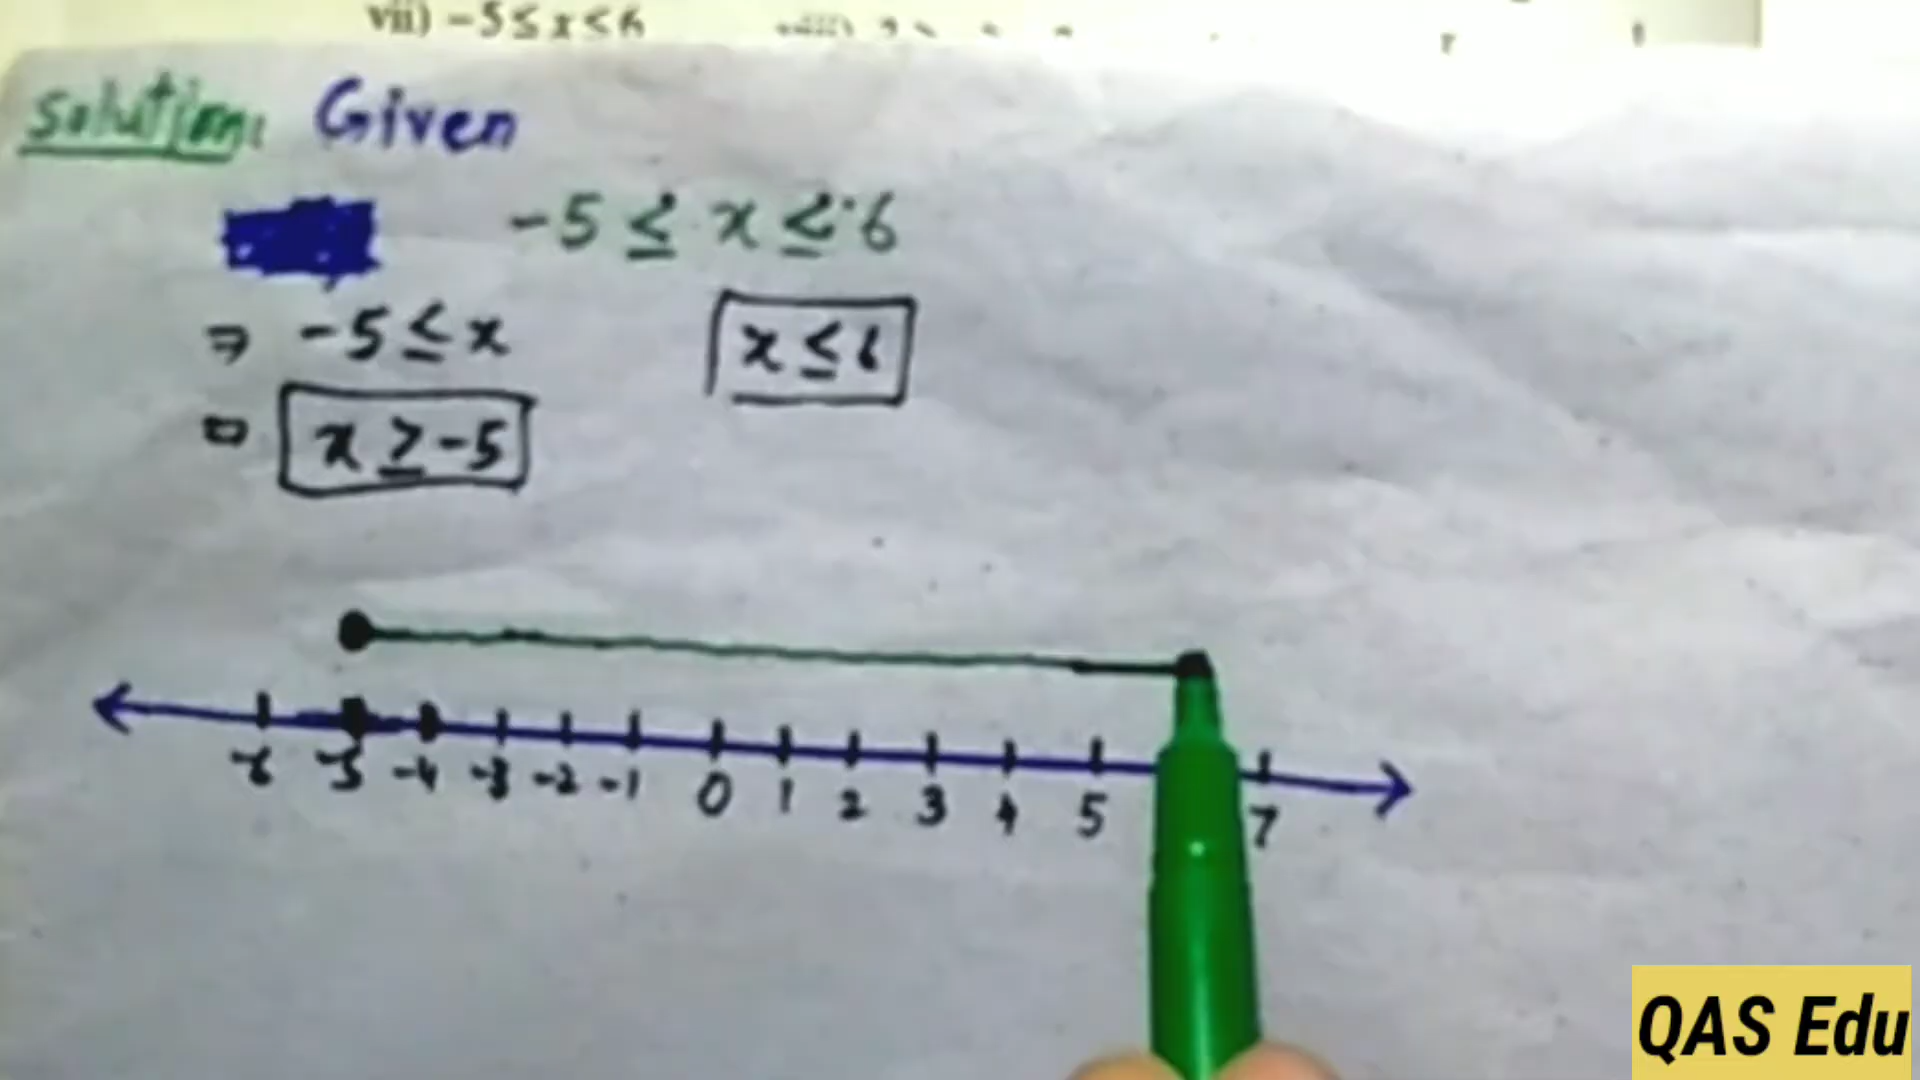 vii) -5 ≤ x ≤ 6
Solution: Given
-5 ≤ x ≤ 6
⇒ -5 ≤ x
x ≤ 6
⇒ x ≥ -5
-6 -5 -4 -3 -2 -1 0 1 2 3 4 5 7
QAS Edu